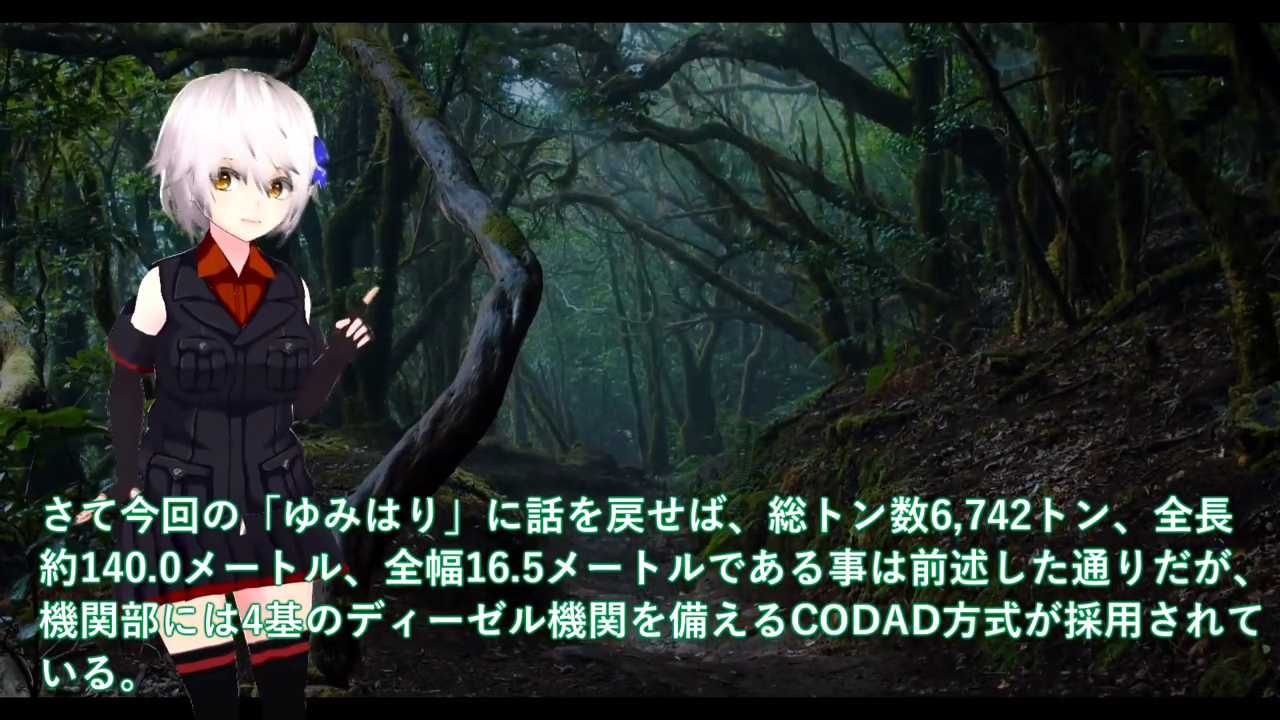 さて今回の「ゆみはり」に話を戻せば、総トン数6,742トン、全長
約140.0メートル、全幅16.5メートルである事は前述した通りだが、
機関部には4基のディーゼル機関を備えるCODAD方式が採用されて
いる。